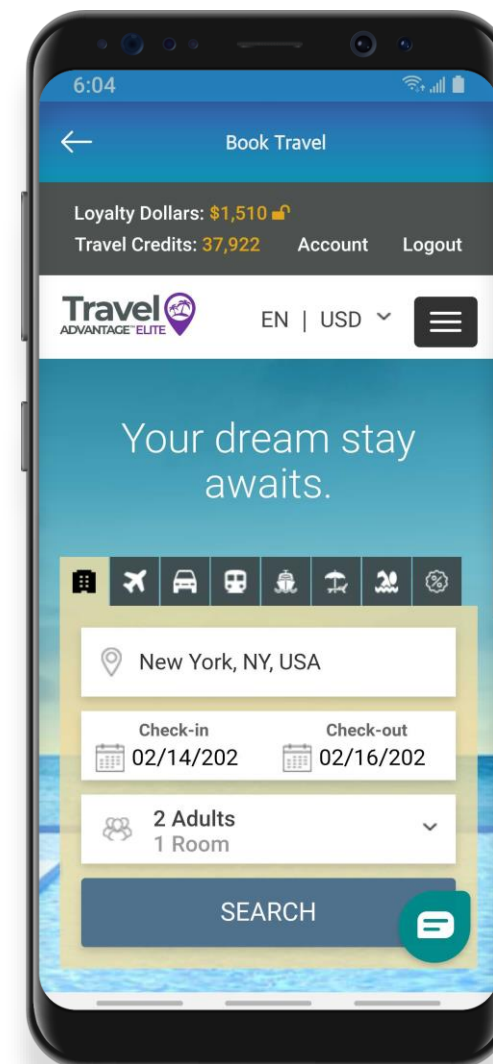 6:04
Book Travel
Loyalty Dollars: $1,510
Travel Credits: 37,922 Account Logout
Travel
ADVANTAGE™ ELITE
EN | USD
Your dream stay
awaits.
New York, NY, USA
Check-in Check-out
02/14/202 02/16/202
2 Adults
1 Room
SEARCH